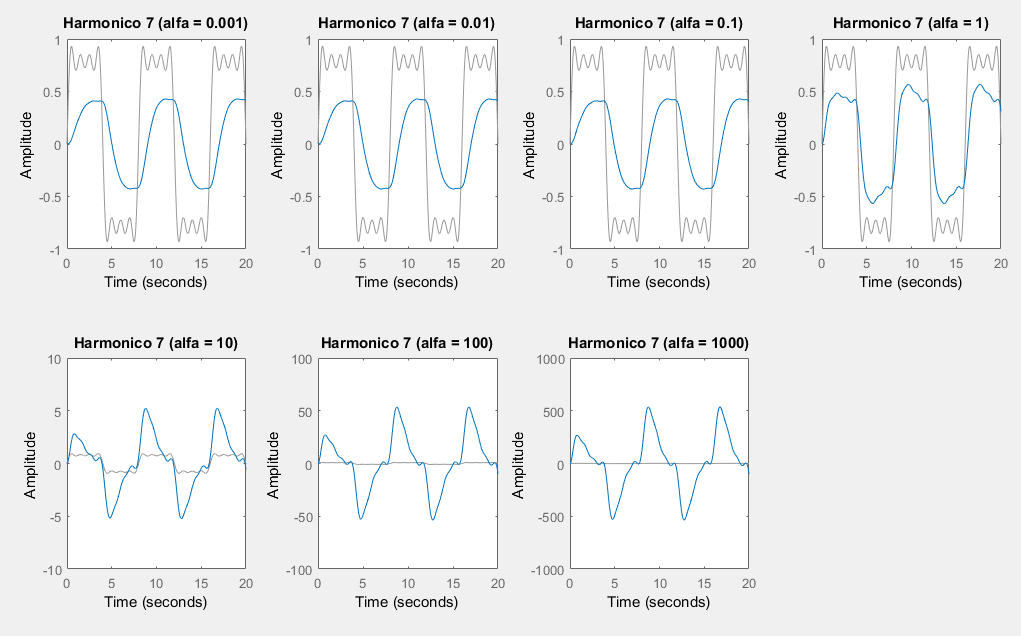 Harmonico 7 (alfa = 0.001)
1
0.5
0
-0.5
-1
Amplitude
0 5 10 15 20
Time (seconds)
Harmonico 7 (alfa = 0.01)
1
0.5
0
-0.5
-1
Amplitude
0 5 10 15 20
Time (seconds)
Harmonico 7 (alfa = 0.1)
1
0.5
0
-0.5
-1
Amplitude
0 5 10 15 20
Time (seconds)
Harmonico 7 (alfa = 1)
1
0.5
0
-0.5
-1
Amplitude
0 5 10 15 20
Time (seconds)
Harmonico 7 (alfa = 10)
10
5
0
-5
-10
Amplitude
0 5 10 15 20
Time (seconds)
Harmonico 7 (alfa = 100)
100
50
0
-50
-100
Amplitude
0 5 10 15 20
Time (seconds)
Harmonico 7 (alfa = 1000)
1000
500
0
-500
-1000
Amplitude
0 5 10 15 20
Time (seconds)